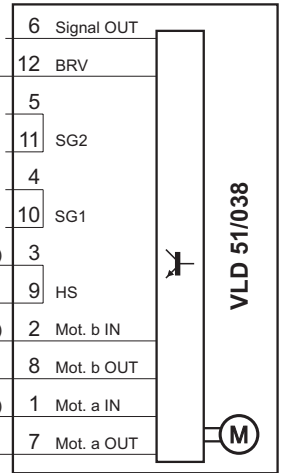 6 Signal OUT
12 BRV
5
11 SG2
4
10 SG1
3
9 HS
2 Mot. b IN
8 Mot. b OUT
1 Mot. a IN
7 Mot. a OUT
VLD 51/038
M